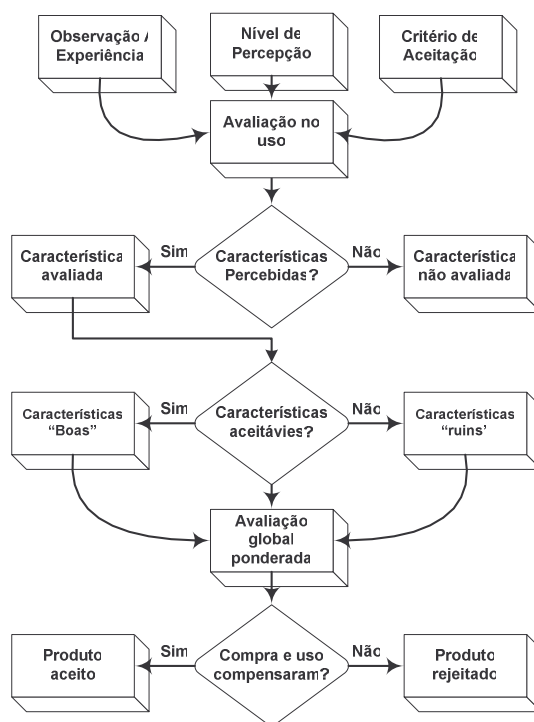 Observação /
Experiência
Nível de
Percepção
Critério de
Aceitação
Avaliação no
uso
Características
Percebidas?
Sim
Não
Característica
avaliada
Característica
não avaliada
Características
aceitávies?
Sim
Não
Características
“Boas”
Características
“ruins’
Avaliação
global
ponderada
Compra e uso
compensaram?
Sim
Não
Produto
aceito
Produto
rejeitado